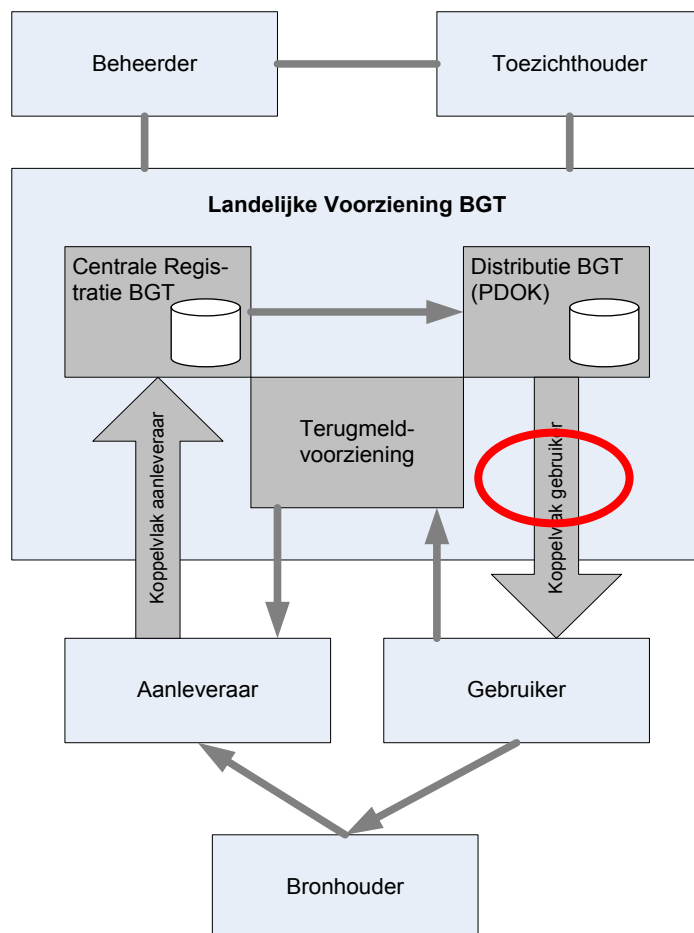 Beheerder
Toezichthouder
Landelijke Voorziening BGT
Centrale Regis-
tratie BGT
Distributie BGT
(PDOK)
Terugmeld-
voorziening
Koppelvlak aanleveraar
Koppelvlak gebruiker
Aanleveraar
Gebruiker
Bronhouder